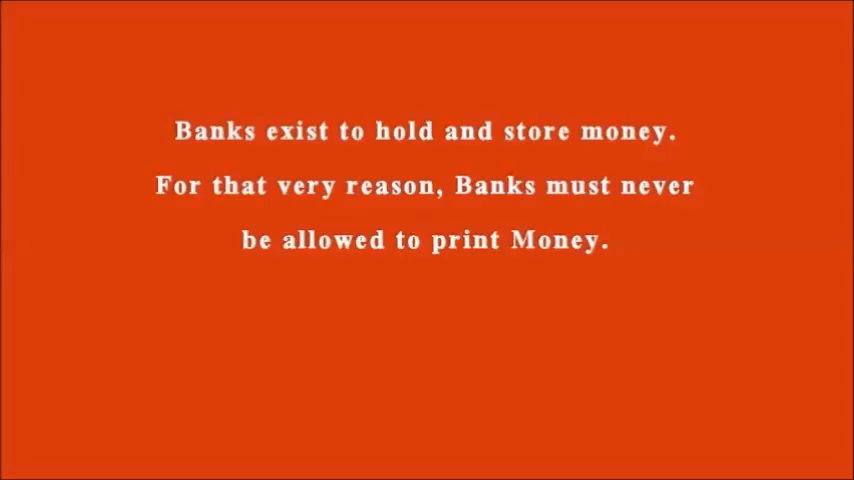 Banks exist to hold and store money.
For that very reason, Banks must never
be allowed to print Money.